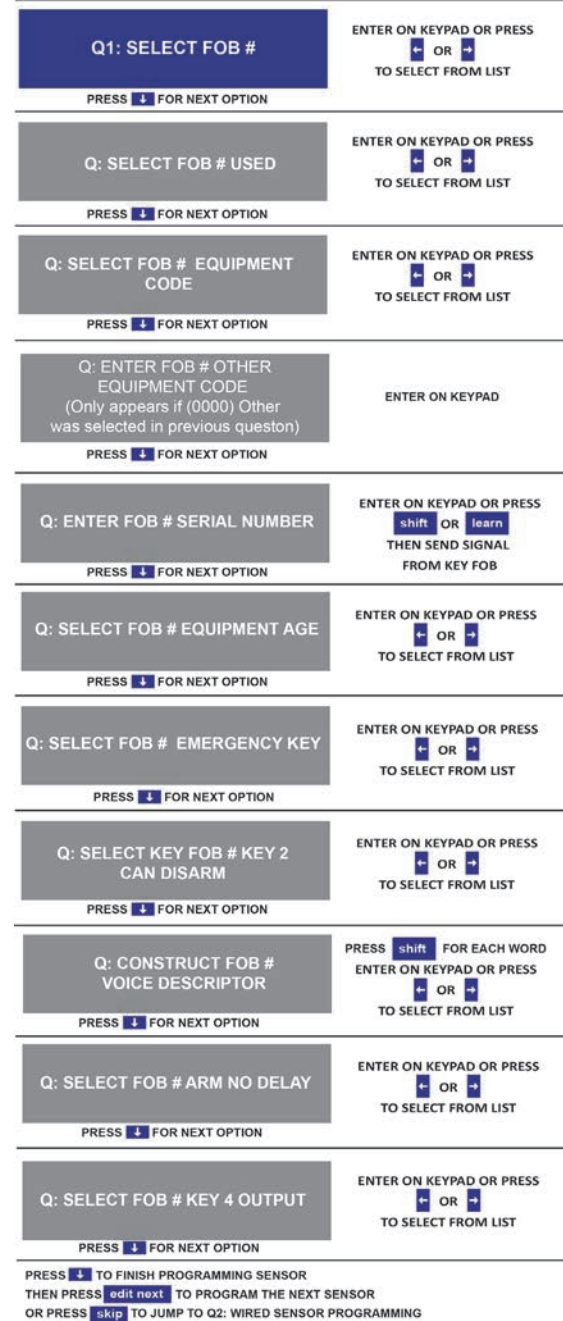 Q1: SELECT FOB #
ENTER ON KEYPAD OR PRESS
← OR →
TO SELECT FROM LIST
PRESS ↓ FOR NEXT OPTION
Q: SELECT FOB # USED
ENTER ON KEYPAD OR PRESS
← OR →
TO SELECT FROM LIST
PRESS ↓ FOR NEXT OPTION
Q: SELECT FOB # EQUIPMENT
CODE
ENTER ON KEYPAD OR PRESS
← OR →
TO SELECT FROM LIST
PRESS ↓ FOR NEXT OPTION
Q: ENTER FOB # OTHER
EQUIPMENT CODE
(Only appears if (0000) Other
was selected in previous queston)
ENTER ON KEYPAD
PRESS ↓ FOR NEXT OPTION
Q: ENTER FOB # SERIAL NUMBER
ENTER ON KEYPAD OR PRESS
shift OR learn
THEN SEND SIGNAL
FROM KEY FOB
PRESS ↓ FOR NEXT OPTION
Q: SELECT FOB # EQUIPMENT AGE
ENTER ON KEYPAD OR PRESS
← OR →
TO SELECT FROM LIST
PRESS ↓ FOR NEXT OPTION
Q: SELECT FOB # EMERGENCY KEY
ENTER ON KEYPAD OR PRESS
← OR →
TO SELECT FROM LIST
PRESS ↓ FOR NEXT OPTION
Q: SELECT KEY FOB # KEY 2
CAN DISARM
ENTER ON KEYPAD OR PRESS
← OR →
TO SELECT FROM LIST
PRESS ↓ FOR NEXT OPTION
Q: CONSTRUCT FOB #
VOICE DESCRIPTOR
PRESS shift FOR EACH WORD
ENTER ON KEYPAD OR PRESS
← OR →
TO SELECT FROM LIST
PRESS ↓ FOR NEXT OPTION
Q: SELECT FOB # ARM NO DELAY
ENTER ON KEYPAD OR PRESS
← OR →
TO SELECT FROM LIST
PRESS ↓ FOR NEXT OPTION
Q: SELECT FOB # KEY 4 OUTPUT
ENTER ON KEYPAD OR PRESS
← OR →
TO SELECT FROM LIST
PRESS ↓ FOR NEXT OPTION
PRESS ↓ TO FINISH PROGRAMMING SENSOR
THEN PRESS edit next TO PROGRAM THE NEXT SENSOR
OR PRESS skip TO JUMP TO Q2: WIRED SENSOR PROGRAMMING